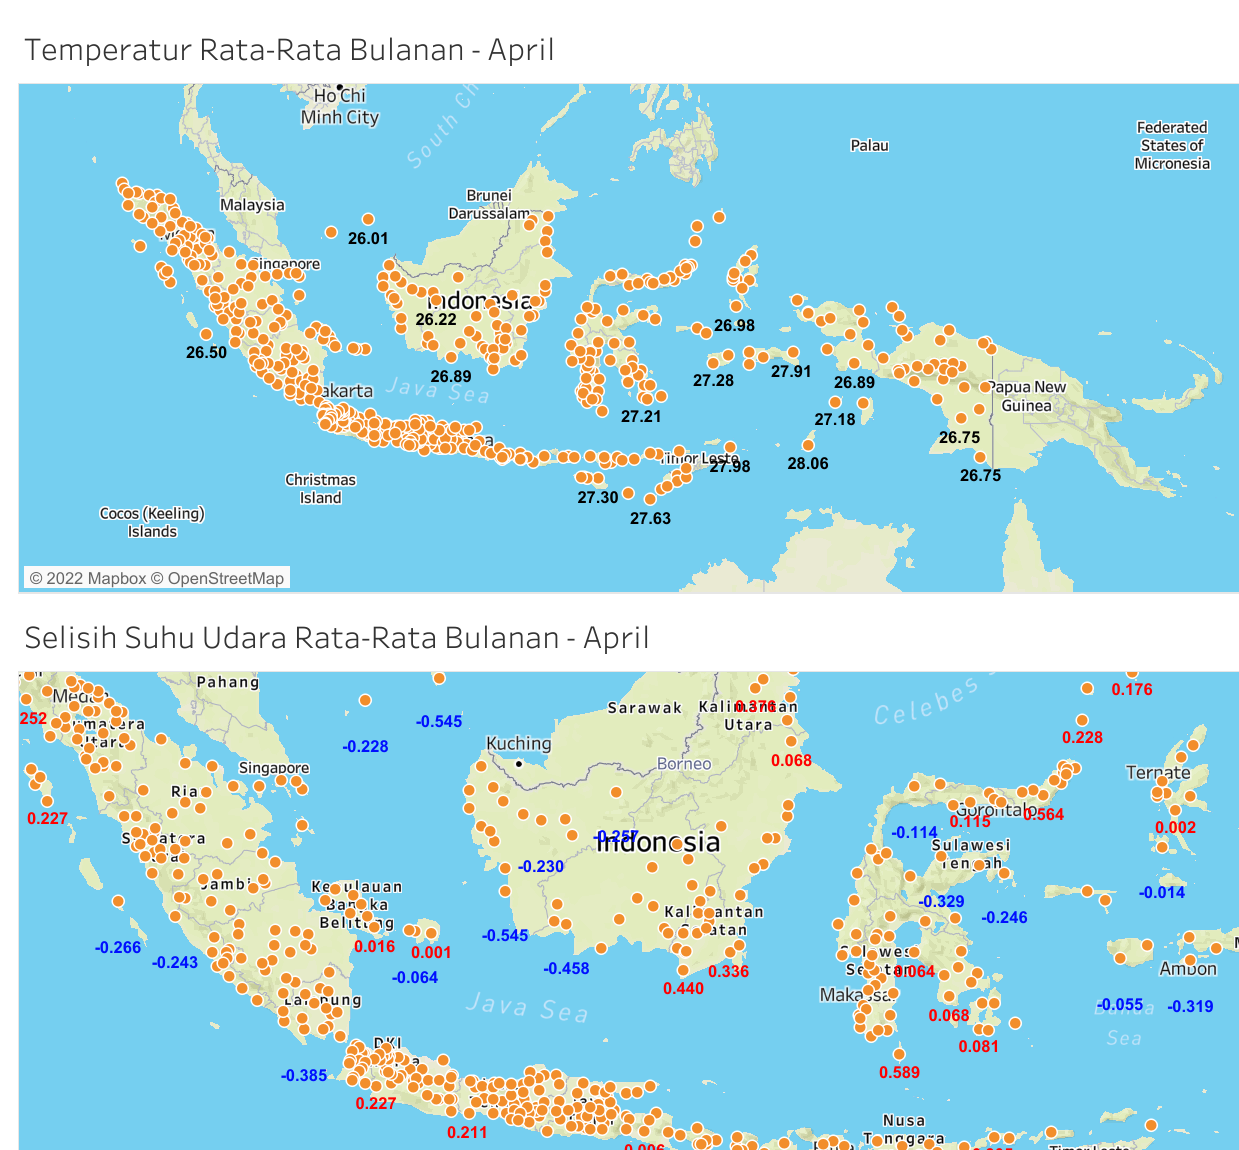 Temperatur Rata-Rata Bulanan - April
Ho Chi
Minh City
South Ch
Palau
Federated
States of
Micronesia
Malaysia
Brunei
Darussalam
26.01
Singapore
Indonesia
26.22
26.50
26.98
26.89
Jakarta
Java Sea
27.28
27.91
26.89
27.21
27.18
Papua New
Guinea
26.75
Timor Leste
27.98
28.06
26.75
Christmas
Island
27.30
27.63
Cocos (Keeling)
Islands
© 2022 Mapbox © OpenStreetMap
Selisih Suhu Udara Rata-Rata Bulanan - April
Pahang
Medan
252
Sumatera
Utara
-0.545
-0.228
Sarawak
Kalimantan
Utara
0.376
Celebes S
0.176
0.228
Kuching
Borneo
0.068
Singapore
Ternate
Riau
0.227
Gorontalo
0.564
0.115
0.002
-0.114
Sumatera
Barat
-0.257
Indonesia
Sulawesi
Tengah
-0.230
Jambi
Kepulauan
Bangka
Belitung
-0.329
-0.246
-0.014
Kalimantan
Selatan
-0.545
0.016
0.001
-0.266
-0.243
-0.064
-0.458
0.336
0.440
Sulawesi
Selatan
0.064
Ambon
Makassar
Lampung
Java Sea
0.068
-0.055
-0.319
Banda
Sea
0.081
DKI
-0.385
0.589
0.227
0.211
0.006
Nusa
Tenggara
Timor Leste